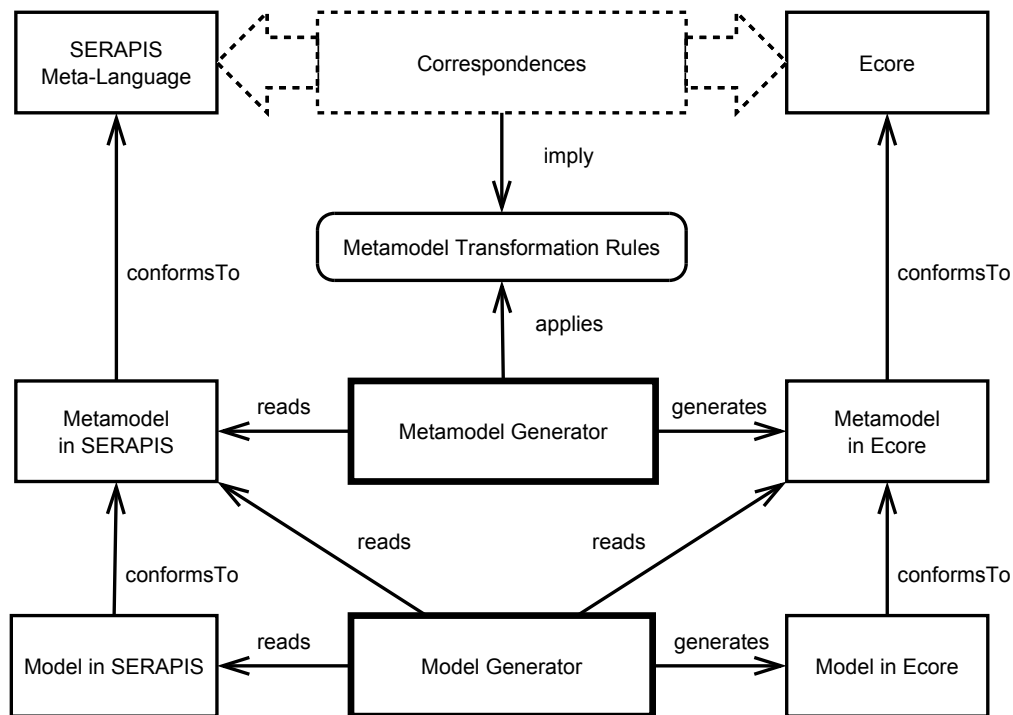 SERAPIS
Meta-Language
Correspondences
Ecore
imply
Metamodel Transformation Rules
conformsTo
conformsTo
applies
reads
generates
Metamodel
in SERAPIS
Metamodel Generator
Metamodel
in Ecore
reads
reads
conformsTo
conformsTo
reads
generates
Model in SERAPIS
Model Generator
Model in Ecore